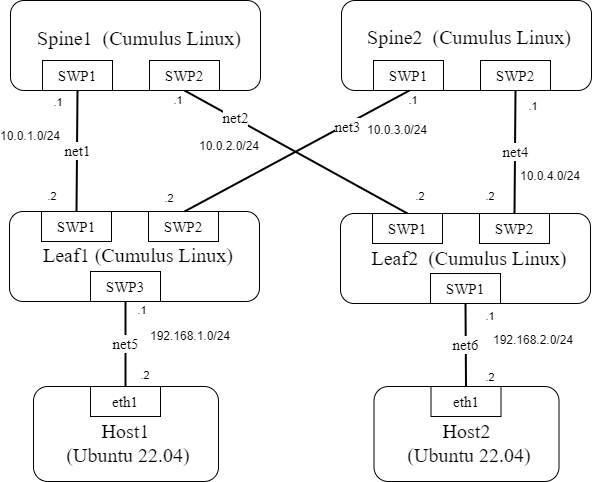 Spine1 (Cumulus Linux)
Spine2 (Cumulus Linux)
SWP1
SWP2
SWP1
SWP2
.1
.1
.1
.1
net2
net3
10.0.1.0/24
10.0.3.0/24
net1
10.0.2.0/24
net4
10.0.4.0/24
.2
.2
.2
.2
SWP1
SWP2
SWP1
SWP2
Leaf1 (Cumulus Linux)
Leaf2 (Cumulus Linux)
SWP3
SWP1
.1
.1
192.168.1.0/24
192.168.2.0/24
net5
net6
.2
.2
eth1
eth1
Host1
Host2
(Ubuntu 22.04)
(Ubuntu 22.04)